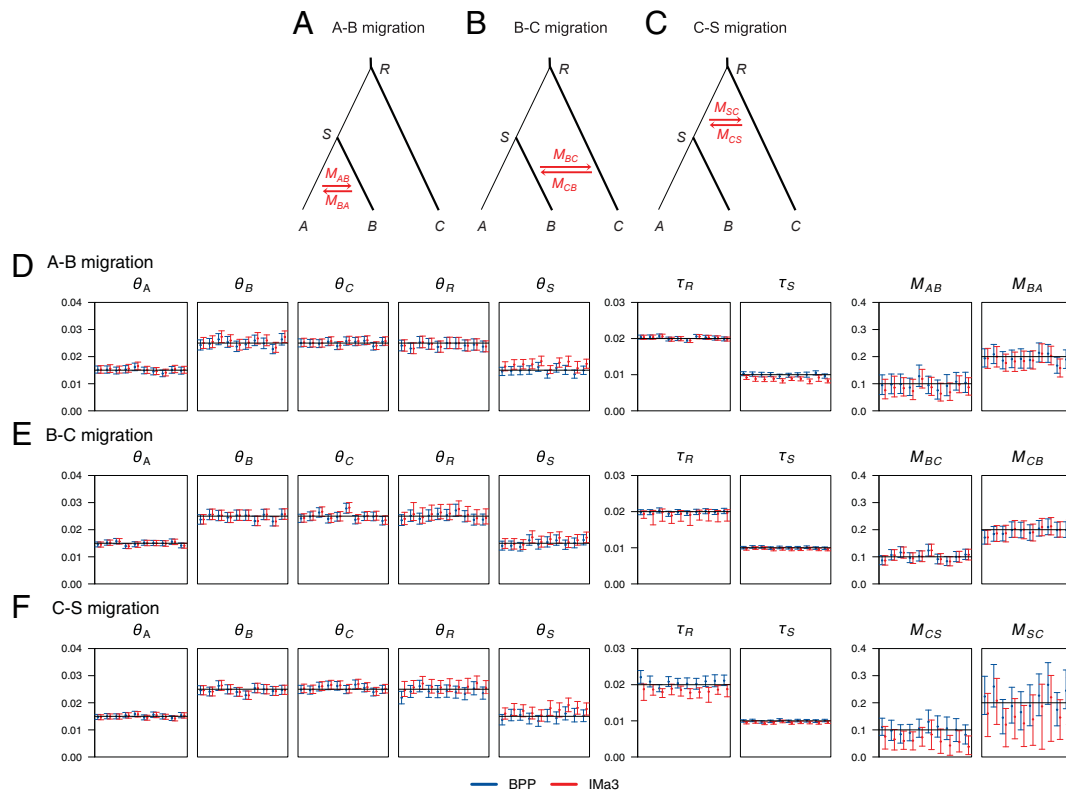 A A-B migration
B B-C migration
C C-S migration
R
R
R
S
S
S
M_SC
M_CS
M_BC
M_CB
M_AB
M_BA
A B C
A B C
A B C
D A-B migration
θ_A θ_B θ_C θ_R θ_S τ_R τ_S M_AB M_BA
0.04 0.03 0.4
0.03 0.02 0.3
0.02 0.01 0.2
0.01 0.1
0.00 0.00 0.0
E B-C migration
θ_A θ_B θ_C θ_R θ_S τ_R τ_S M_BC M_CB
0.04 0.03 0.4
0.03 0.02 0.3
0.02 0.01 0.2
0.01 0.1
0.00 0.00 0.0
F C-S migration
θ_A θ_B θ_C θ_R θ_S τ_R τ_S M_CS M_SC
0.04 0.03 0.4
0.03 0.02 0.3
0.02 0.01 0.2
0.01 0.1
0.00 0.00 0.0
BPP IMa3